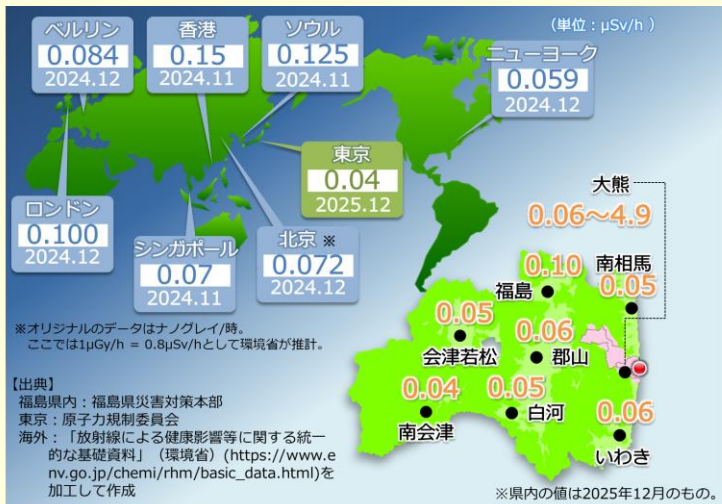 (単位：μSv/h )
ベルリン
0.084
2024.12
香港
0.15
2024.11
ソウル
0.125
2024.11
ニューヨーク
0.059
2024.12
東京
0.04
2025.12
ロンドン
0.100
2024.12
シンガポール
0.07
2024.11
北京 ※
0.072
2024.12
※オリジナルのデータはナノグレイ/時。
ここでは1μGy/h = 0.8μSv/hとして環境省が推計。
大熊
0.06～4.9
福島
0.10
南相馬
0.05
会津若松
0.05
郡山
0.06
南会津
0.04
白河
0.05
いわき
0.06
【出典】
福島県内：福島県災害対策本部
東京：原子力規制委員会
海外：「放射線による健康影響等に関する統一
的な基礎資料」（環境省）(https://www.e
nv.go.jp/chemi/rhm/basic_data.html)を
加工して作成
※県内の値は2025年12月のもの。